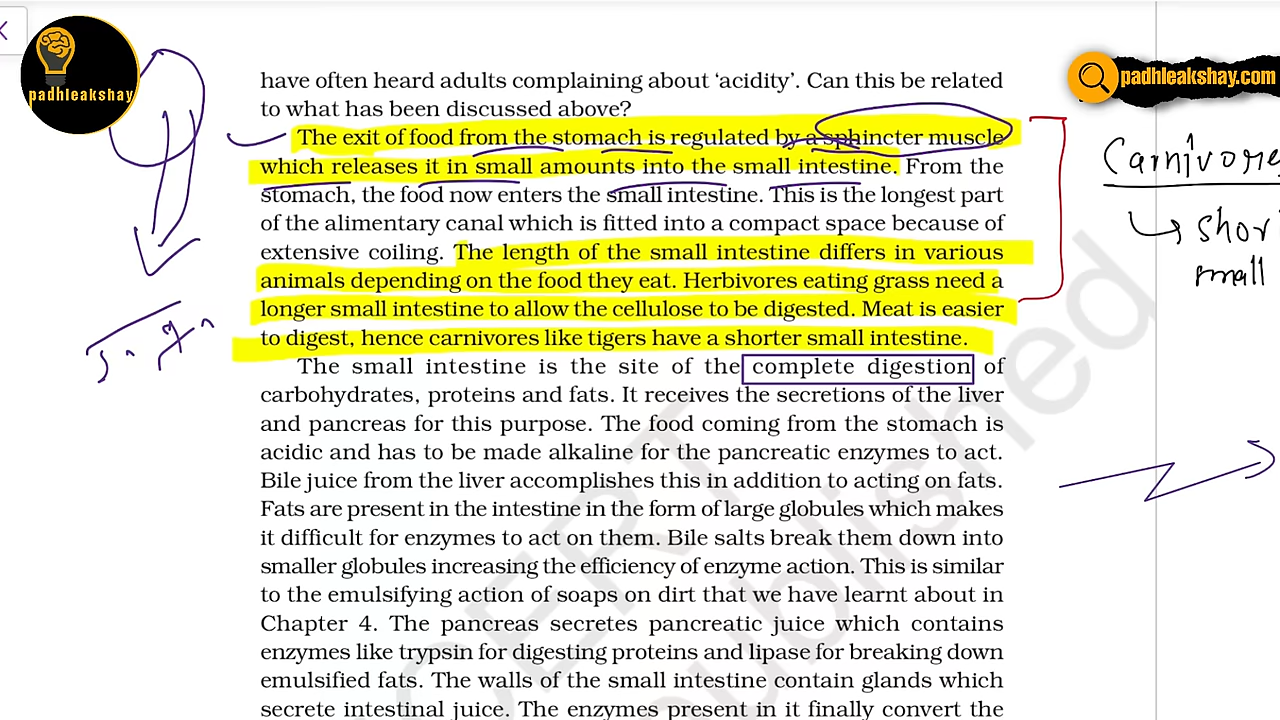 padhleakshay
padhleakshay.com
have often heard adults complaining about ‘acidity’. Can this be related
to what has been discussed above?
The exit of food from the stomach is regulated by a sphincter muscle
which releases it in small amounts into the small intestine. From the
stomach, the food now enters the small intestine. This is the longest part
of the alimentary canal which is fitted into a compact space because of
extensive coiling. The length of the small intestine differs in various
animals depending on the food they eat. Herbivores eating grass need a
longer small intestine to allow the cellulose to be digested. Meat is easier
to digest, hence carnivores like tigers have a shorter small intestine.
The small intestine is the site of the complete digestion of
carbohydrates, proteins and fats. It receives the secretions of the liver
and pancreas for this purpose. The food coming from the stomach is
acidic and has to be made alkaline for the pancreatic enzymes to act.
Bile juice from the liver accomplishes this in addition to acting on fats.
Fats are present in the intestine in the form of large globules which makes
it difficult for enzymes to act on them. Bile salts break them down into
smaller globules increasing the efficiency of enzyme action. This is similar
to the emulsifying action of soaps on dirt that we have learnt about in
Chapter 4. The pancreas secretes pancreatic juice which contains
enzymes like trypsin for digesting proteins and lipase for breaking down
emulsified fats. The walls of the small intestine contain glands which
secrete intestinal juice. The enzymes present in it finally convert the
Carnivores
small